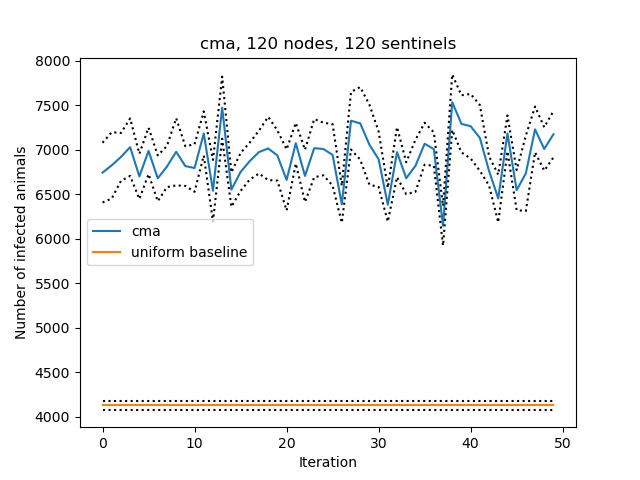 cma, 120 nodes, 120 sentinels
8000
7500
7000
6500
6000
5500
5000
4500
4000
Number of infected animals
cma
uniform baseline
0 10 20 30 40 50
Iteration